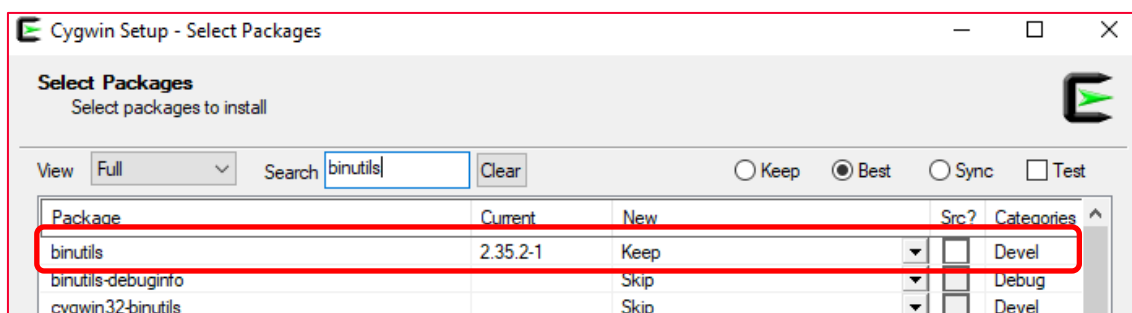 Cygwin Setup - Select Packages
Select Packages
Select packages to install
View Full Search binutils Clear Keep Best Sync Test
Package Current New Src? Categories
binutils 2.35.2-1 Keep Devel
binutils-debuginfo Skip Debug
cygwin32-binutils Skip Devel